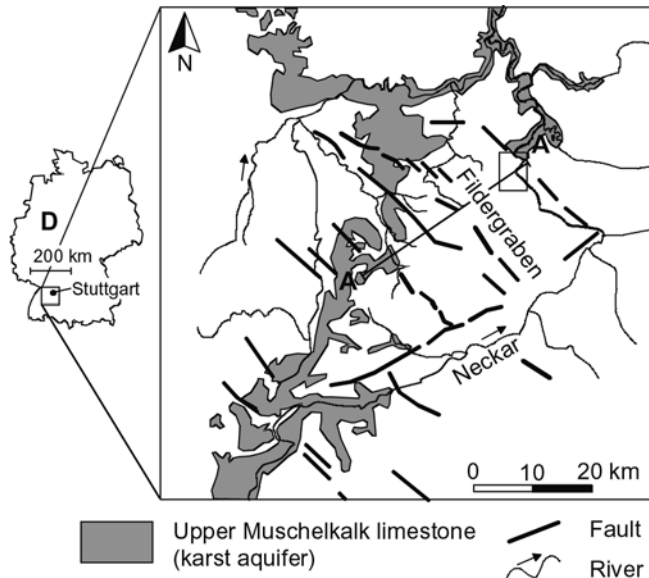 N
A
Fildergraben
D
200 km
Stuttgart
A
Neckar
0 10 20 km
Upper Muschelkalk limestone
(karst aquifer)
Fault
River